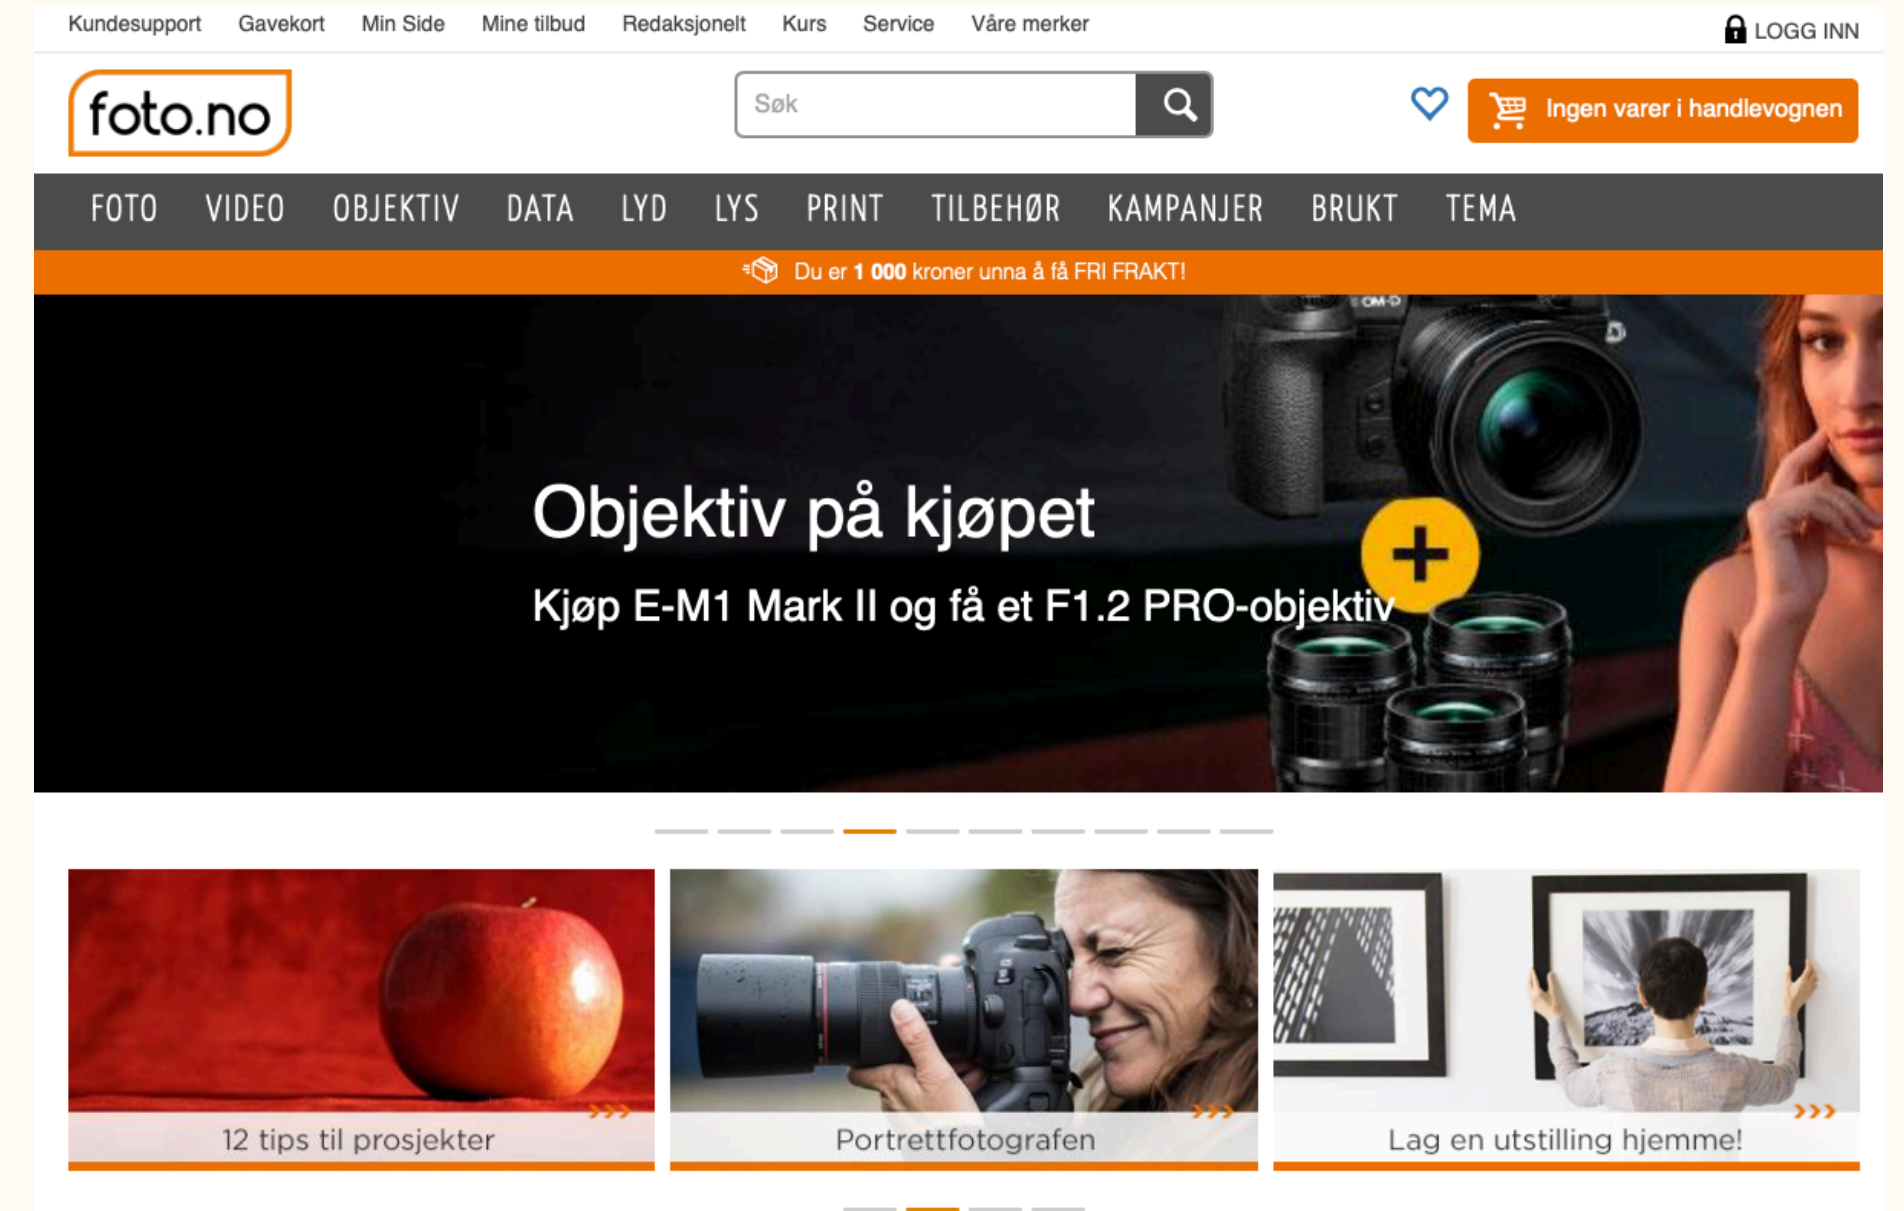 Kundesupport Gavekort Min Side Mine tilbud Redaksjonelt Kurs Service Våre merker LOGG INN
foto.no Søk Ingen varer i handlevognen
FOTO VIDEO OBJEKTIV DATA LYD LYS PRINT TILBEHØR KAMPANJER BRUKT TEMA
Du er 1 000 kroner unna å få FRI FRAKT!
OM-D
Objektiv på kjøpet
Kjøp E-M1 Mark II og få et F1.2 PRO-objektiv
12 tips til prosjekter
Portrettfotografen
Lag en utstilling hjemme!